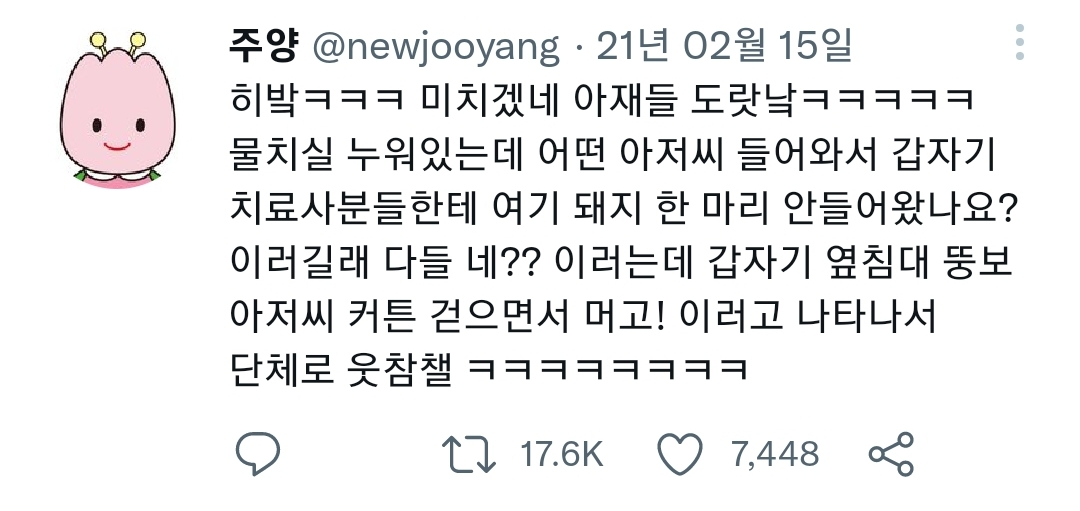 주양 @newjooyang · 21년 02월 15일
히밬ㅋㅋㅋ 미치겠네 아재들 도랏낰ㅋㅋㅋㅋㅋ
물치실 누워있는데 어떤 아저씨 들어와서 갑자기
치료사분들한테 여기 돼지 한 마리 안들어왔나요?
이러길래 다들 네?? 이러는데 갑자기 옆침대 뚱보
아저씨 커튼 걷으면서 머고! 이러고 나타나서
단체로 웃참챌 ㅋㅋㅋㅋㅋㅋㅋㅋ
17.6K 7,448